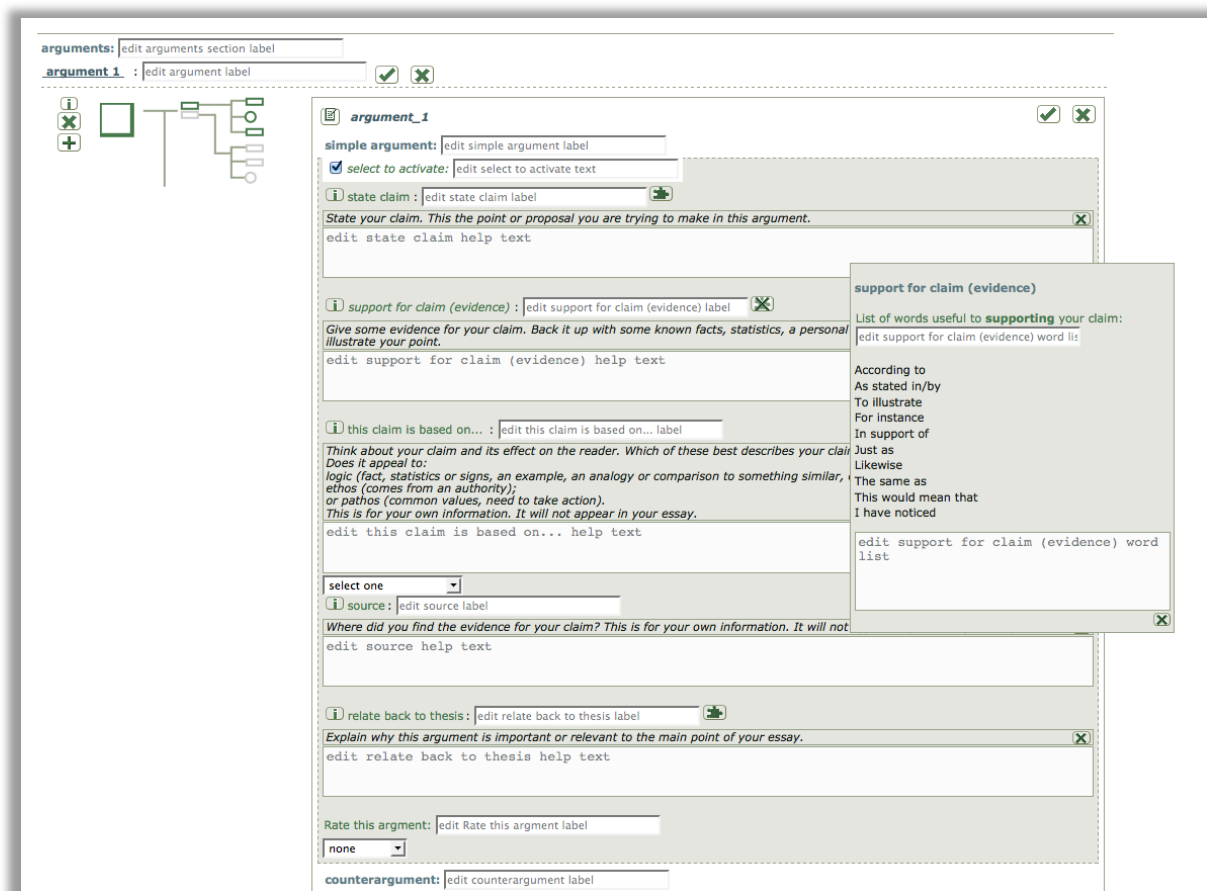 arguments: edit arguments section label
argument 1 : edit argument label
argument_1
simple argument: edit simple argument label
select to activate: edit select to activate text
state claim : edit state claim label
State your claim. This the point or proposal you are trying to make in this argument.
edit state claim help text
support for claim (evidence) : edit support for claim (evidence) label
Give some evidence for your claim. Back it up with some known facts, statistics, a personal
illustrate your point.
edit support for claim (evidence) help text
this claim is based on... : edit this claim is based on... label
Think about your claim and its effect on the reader. Which of these best describes your clai
Does it appeal to:
logic (fact, statistics or signs, an example, an analogy or comparison to something similar,
ethos (comes from an authority);
or pathos (common values, need to take action).
This is for your own information. It will not appear in your essay.
edit this claim is based on... help text
select one
source : edit source label
Where did you find the evidence for your claim? This is for your own information. It will not
edit source help text
relate back to thesis : edit relate back to thesis label
Explain why this argument is important or relevant to the main point of your essay.
edit relate back to thesis help text
Rate this argment: edit Rate this argment label
none
counterargument: edit counterargument label
support for claim (evidence)
List of words useful to supporting your claim:
edit support for claim (evidence) word lis
According to
As stated in/by
To illustrate
For instance
In support of
Just as
Likewise
The same as
This would mean that
I have noticed
edit support for claim (evidence) word
list